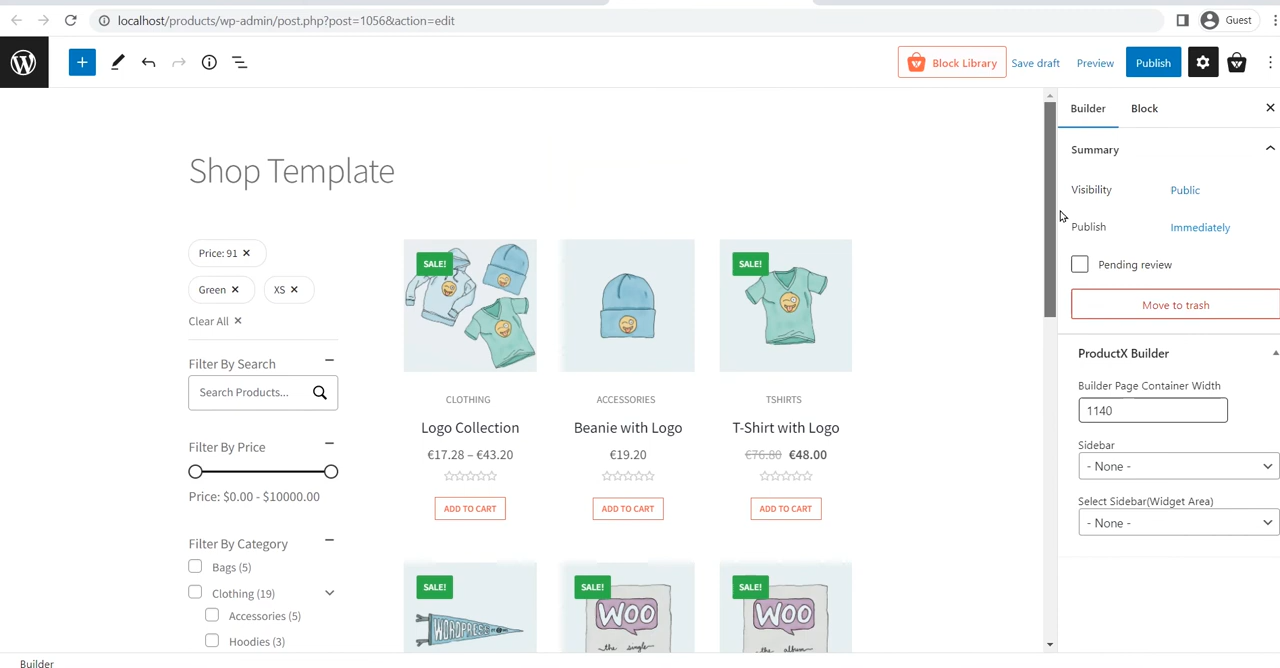 localhost/products/wp-admin/post.php?post=1056&action=edit
Guest
Block Library
Save draft
Preview
Publish
Builder
Block
Summary
Visibility
Public
Publish
Immediately
Pending review
Move to trash
ProductX Builder
Builder Page Container Width
1140
Sidebar
- None -
Select Sidebar(Widget Area)
- None -
Shop Template
Price: 91
Green
XS
Clear All
Filter By Search
Search Products...
Filter By Price
Price: $0.00 - $10000.00
Filter By Category
Bags (5)
Clothing (19)
Accessories (5)
Hoodies (3)
SALE!
CLOTHING
Logo Collection
€17.28 – €43.20
ADD TO CART
ACCESSORIES
Beanie with Logo
€19.20
ADD TO CART
SALE!
TSHIRTS
T-Shirt with Logo
€76.80 €48.00
ADD TO CART
SALE!
WORDPRESS
SALE!
WOO
the single
SALE!
WOO
the album
Builder